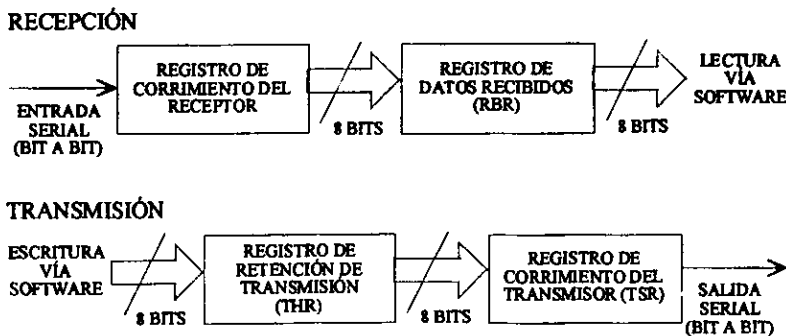 RECEPCIÓN
ENTRADA
SERIAL
(BIT A BIT)
REGISTRO DE
CORRIMIENTO DEL
RECEPTOR
8 BITS
REGISTRO DE
DATOS RECIBIDOS
(RBR)
8 BITS
LECTURA
VÍA
SOFTWARE
TRANSMISIÓN
ESCRITURA
VÍA
SOFTWARE
8 BITS
REGISTRO DE
RETENCIÓN DE
TRANSMISIÓN
(THR)
8 BITS
REGISTRO DE
CORRIMIENTO DEL
TRANSMISOR (TSR)
SALIDA
SERIAL
(BIT A BIT)